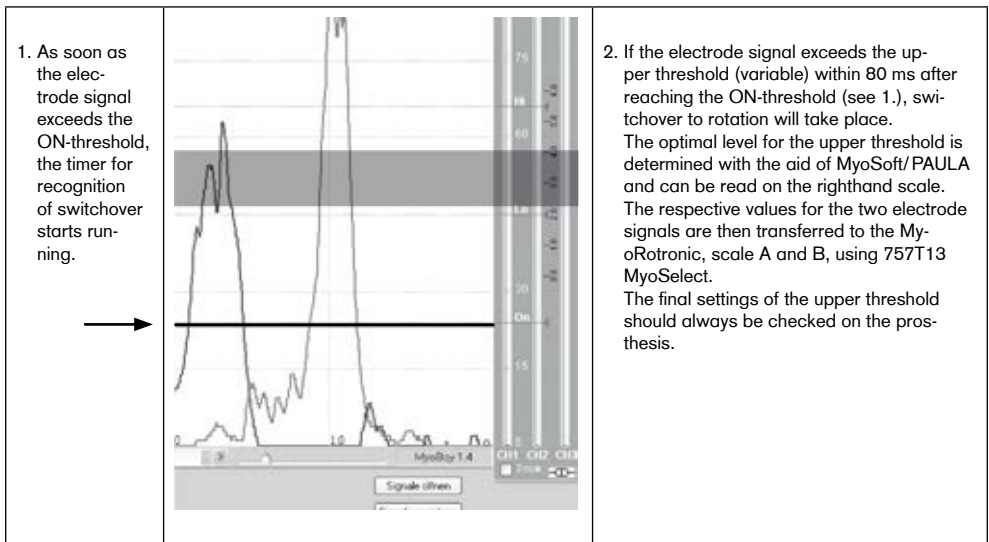 1. As soon as
the elec-
trode signal
exceeds the
ON-threshold,
the timer for
recognition
of switchover
starts run-
ning.
75
60
30
On
15
0
0
10
MyoBoy 1.4
CH1 CH2 CH3
Zoom
Signale öffnen
2. If the electrode signal exceeds the up-
per threshold (variable) within 80 ms after
reaching the ON-threshold (see 1.), swi-
tchover to rotation will take place.
The optimal level for the upper threshold is
determined with the aid of MyoSoft/PAULA
and can be read on the righthand scale.
The respective values for the two electrode
signals are then transferred to the My-
oRotronic, scale A and B, using 757T13
MyoSelect.
The final settings of the upper threshold
should always be checked on the pros-
thesis.